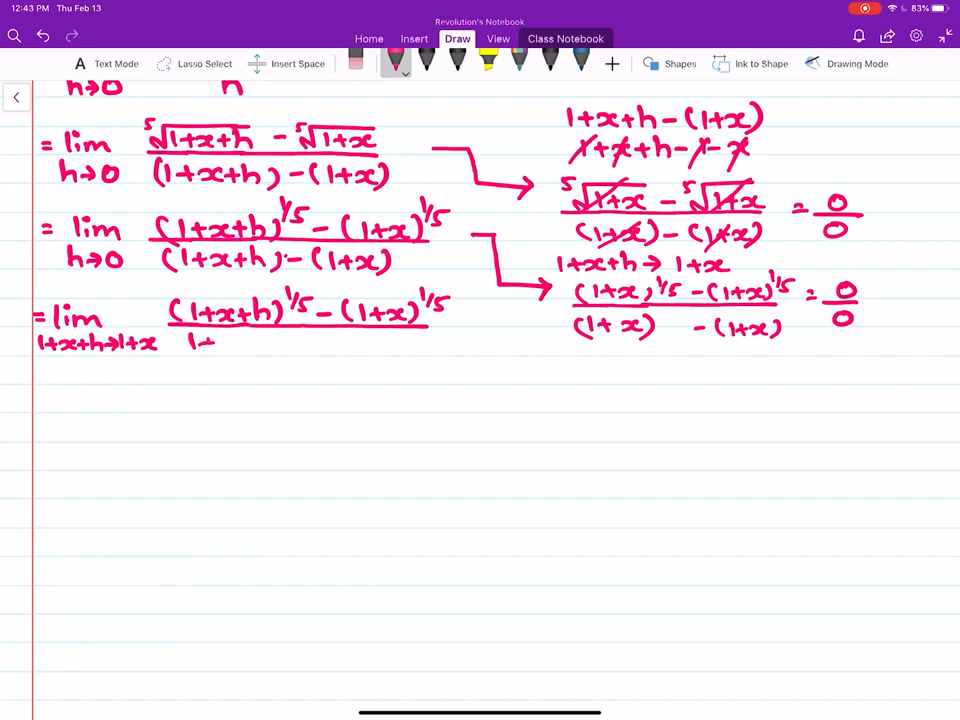 12:43 PM Thu Feb 13
83%
Revolution's Notebook
Home Insert Draw View Class Notebook
A Text Mode Lasso Select Insert Space Shapes Ink to Shape Drawing Mode
h→0 h
= lim ⁵√(1+x+h) - ⁵√(1+x)
h→0 (1+x+h) - (1+x)
= lim (1+x+h)^1/5 - (1+x)^1/5
h→0 (1+x+h) - (1+x)
= lim (1+x+h)^1/5 - (1+x)^1/5
1+x+h→1+x 1+
1+x+h-(1+x)
1+x+h-1-x
⁵√(1+x) - ⁵√(1+x) = 0
(1+x) - (1+x) 0
1+x+h → 1+x
(1+x)^1/5 - (1+x)^1/5 = 0
(1+x) - (1+x) 0